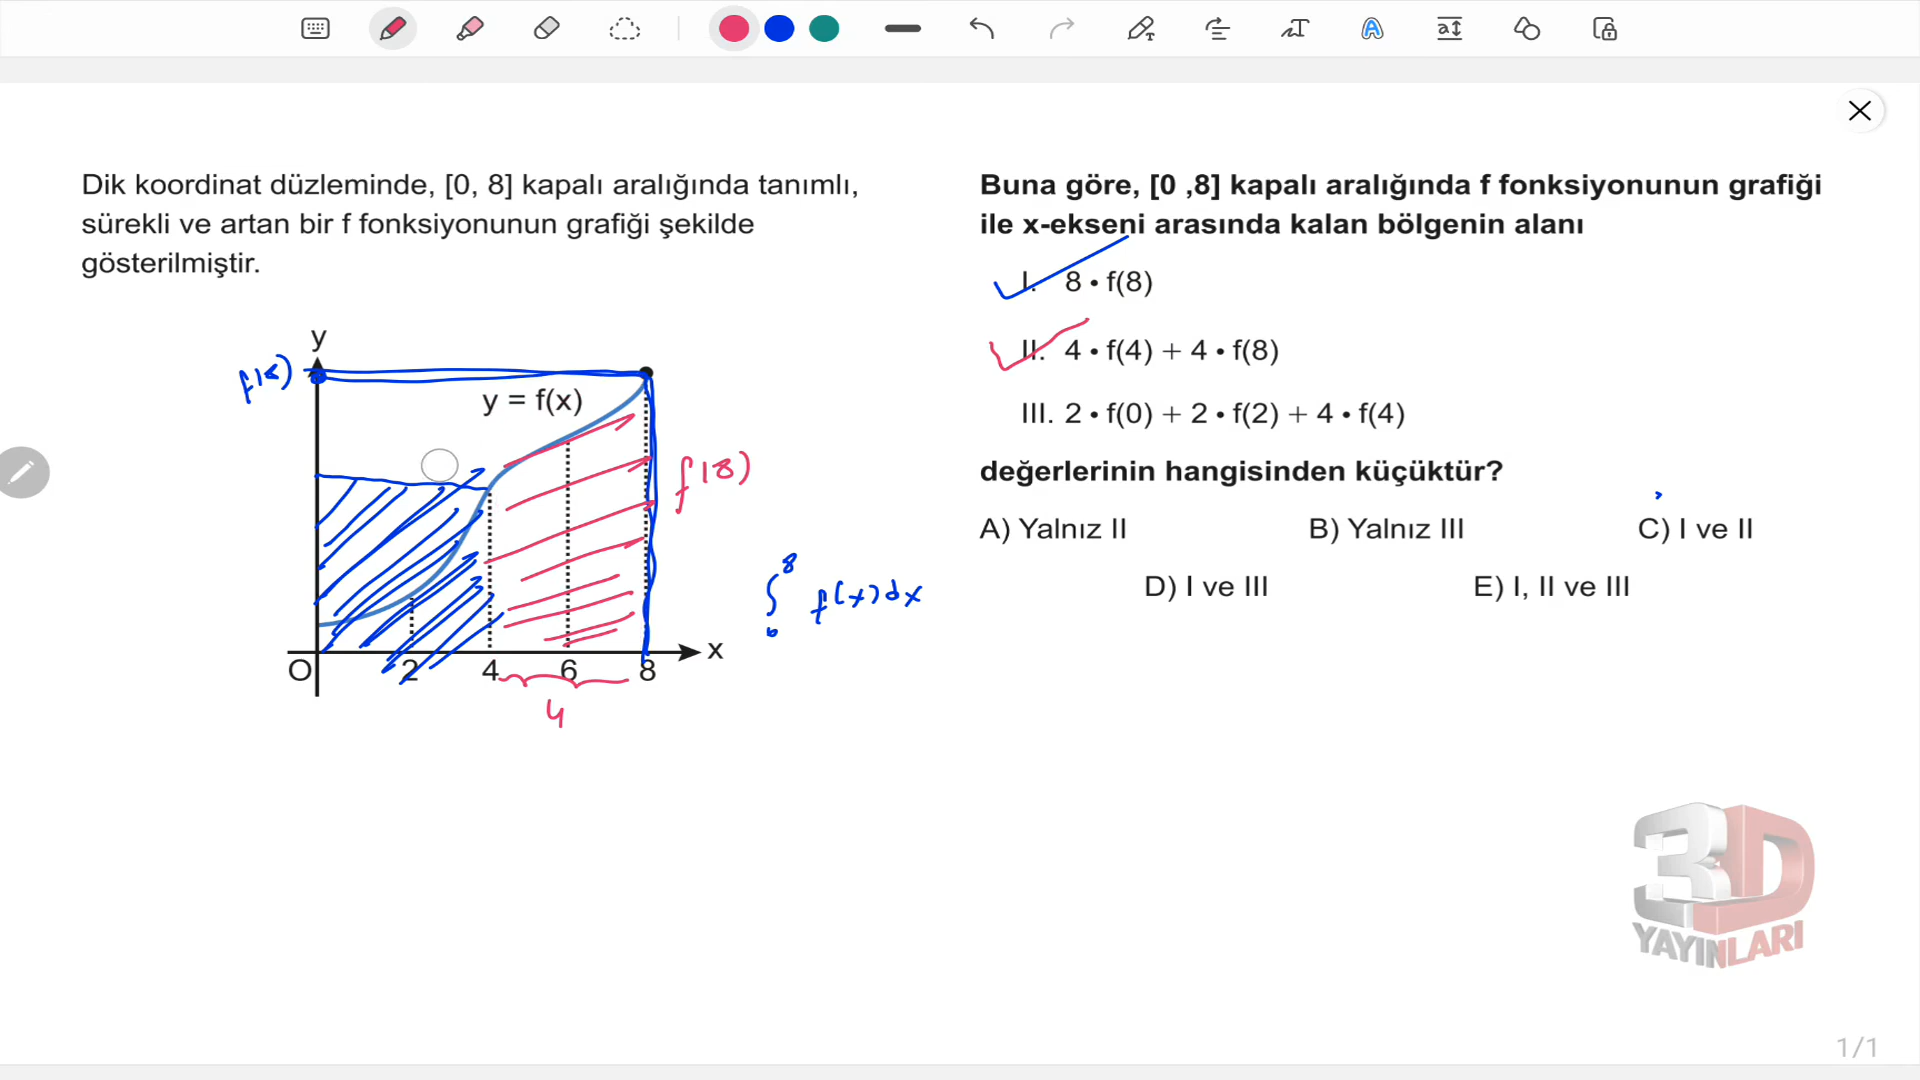 Dik koordinat düzleminde, [0, 8] kapalı aralığında tanımlı,
sürekli ve artan bir f fonksiyonunun grafiği şekilde
gösterilmiştir.
y
f(8)
y = f(x)
f(8)
∫₀⁸ f(x)dx
x
O 2 4 6 8
4
Buna göre, [0 ,8] kapalı aralığında f fonksiyonunun grafiği
ile x-ekseni arasında kalan bölgenin alanı
I. 8 • f(8)
II. 4 • f(4) + 4 • f(8)
III. 2 • f(0) + 2 • f(2) + 4 • f(4)
değerlerinin hangisinden küçüktür?
A) Yalnız II B) Yalnız III C) I ve II
D) I ve III E) I, II ve III
3D
YAYINLARI
1/1